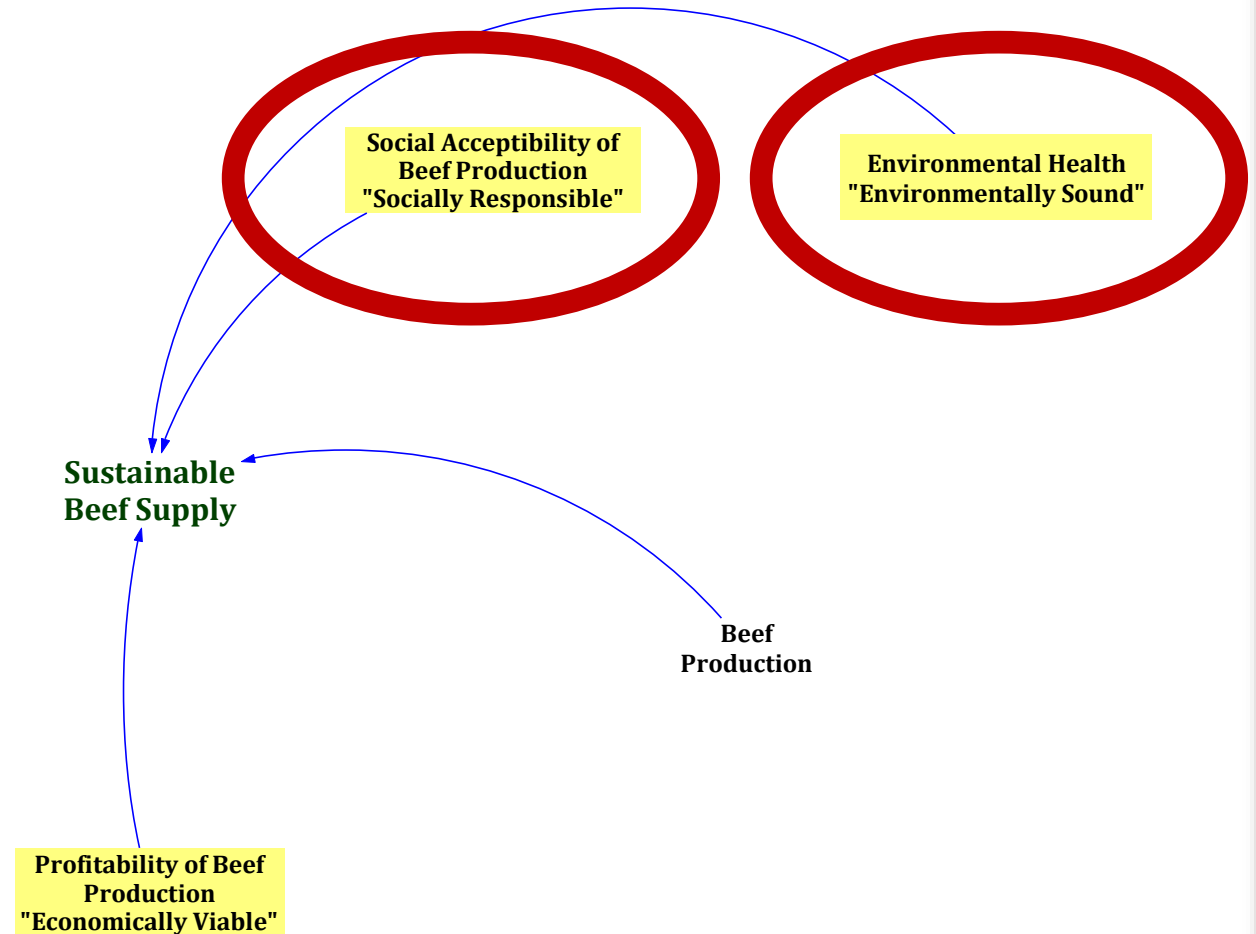 Social Acceptibility of
Beef Production
"Socially Responsible"
Environmental Health
"Environmentally Sound"
Sustainable
Beef Supply
Beef
Production
Profitability of Beef
Production
"Economically Viable"